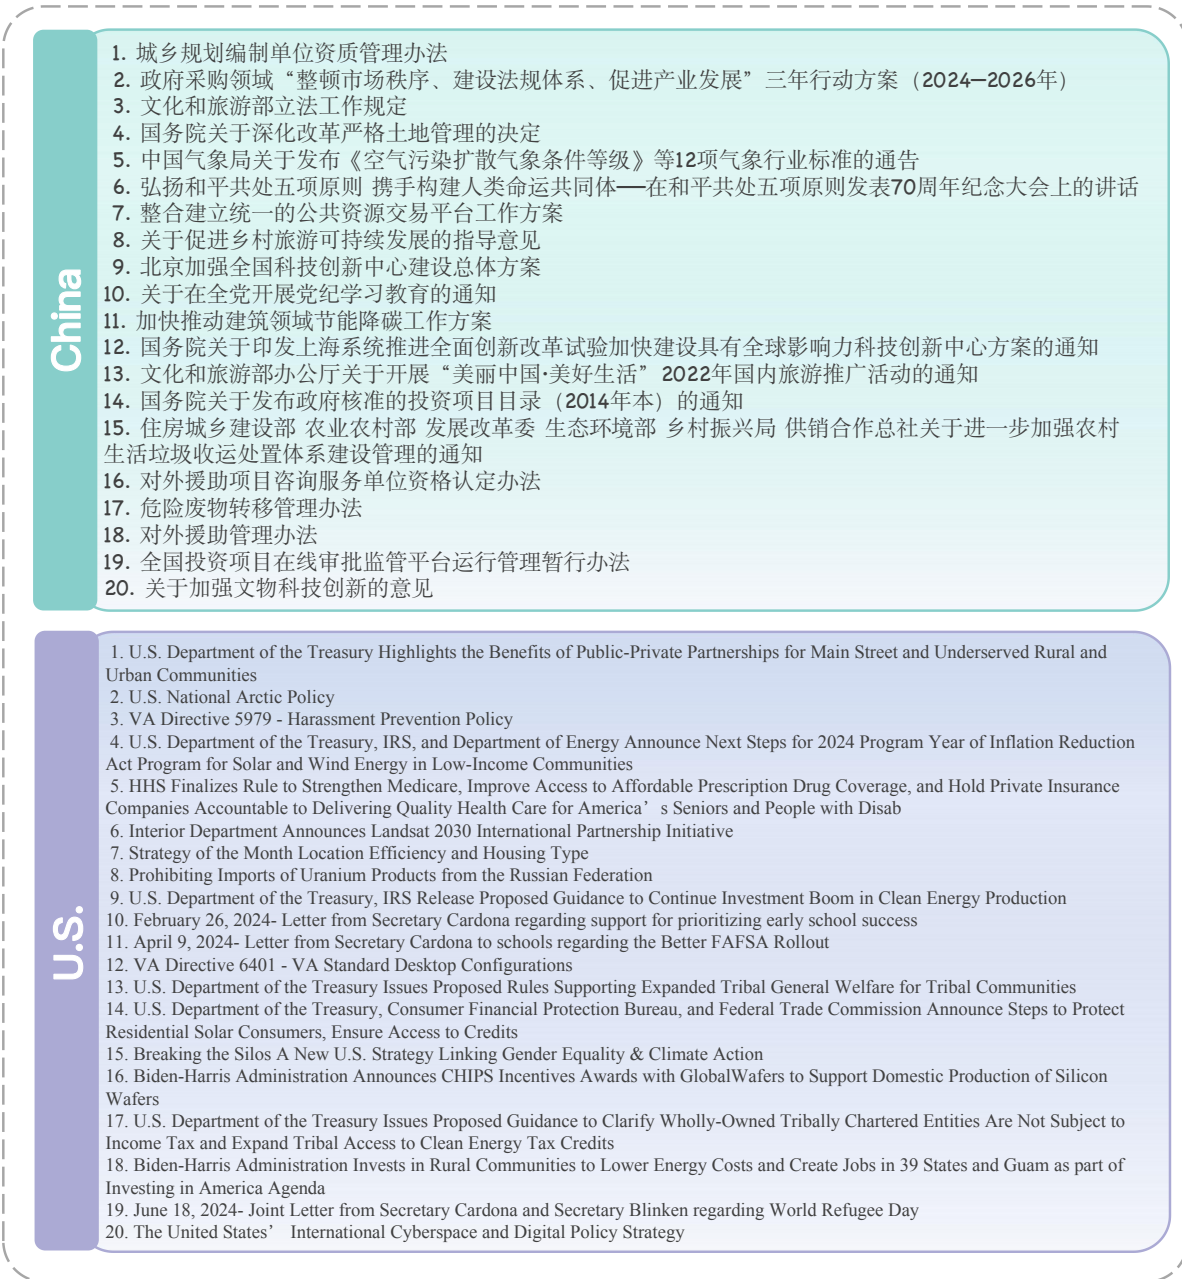 China
1. 城乡规划编制单位资质管理办法
2. 政府采购领域“整顿市场秩序、建设法规体系、促进产业发展”三年行动方案（2024—2026年）
3. 文化和旅游部立法工作规定
4. 国务院关于深化改革严格土地管理的决定
5. 中国气象局关于发布《空气污染扩散气象条件等级》等12项气象行业标准的通告
6. 弘扬和平共处五项原则 携手构建人类命运共同体——在和平共处五项原则发表70周年纪念大会上的讲话
7. 整合建立统一的公共资源交易平台工作方案
8. 关于促进乡村旅游可持续发展的指导意见
9. 北京加强全国科技创新中心建设总体方案
10. 关于在全党开展党纪学习教育的通知
11. 加快推动建筑领域节能降碳工作方案
12. 国务院关于印发上海系统推进全面创新改革试验加快建设具有全球影响力科技创新中心方案的通知
13. 文化和旅游部办公厅关于开展“美丽中国·美好生活”2022年国内旅游推广活动的通知
14. 国务院关于发布政府核准的投资项目目录（2014年本）的通知
15. 住房城乡建设部 农业农村部 发展改革委 生态环境部 乡村振兴局 供销合作总社关于进一步加强农村
生活垃圾收运处置体系建设管理的通知
16. 对外援助项目咨询服务单位资格认定办法
17. 危险废物转移管理办法
18. 对外援助管理办法
19. 全国投资项目在线审批监管平台运行管理暂行办法
20. 关于加强文物科技创新的意见
U.S.
1. U.S. Department of the Treasury Highlights the Benefits of Public-Private Partnerships for Main Street and Underserved Rural and
Urban Communities
2. U.S. National Arctic Policy
3. VA Directive 5979 - Harassment Prevention Policy
4. U.S. Department of the Treasury, IRS, and Department of Energy Announce Next Steps for 2024 Program Year of Inflation Reduction
Act Program for Solar and Wind Energy in Low-Income Communities
5. HHS Finalizes Rule to Strengthen Medicare, Improve Access to Affordable Prescription Drug Coverage, and Hold Private Insurance
Companies Accountable to Delivering Quality Health Care for America’s Seniors and People with Disab
6. Interior Department Announces Landsat 2030 International Partnership Initiative
7. Strategy of the Month Location Efficiency and Housing Type
8. Prohibiting Imports of Uranium Products from the Russian Federation
9. U.S. Department of the Treasury, IRS Release Proposed Guidance to Continue Investment Boom in Clean Energy Production
10. February 26, 2024- Letter from Secretary Cardona regarding support for prioritizing early school success
11. April 9, 2024- Letter from Secretary Cardona to schools regarding the Better FAFSA Rollout
12. VA Directive 6401 - VA Standard Desktop Configurations
13. U.S. Department of the Treasury Issues Proposed Rules Supporting Expanded Tribal General Welfare for Tribal Communities
14. U.S. Department of the Treasury, Consumer Financial Protection Bureau, and Federal Trade Commission Announce Steps to Protect
Residential Solar Consumers, Ensure Access to Credits
15. Breaking the Silos A New U.S. Strategy Linking Gender Equality & Climate Action
16. Biden-Harris Administration Announces CHIPS Incentives Awards with GlobalWafers to Support Domestic Production of Silicon
Wafers
17. U.S. Department of the Treasury Issues Proposed Guidance to Clarify Wholly-Owned Tribally Chartered Entities Are Not Subject to
Income Tax and Expand Tribal Access to Clean Energy Tax Credits
18. Biden-Harris Administration Invests in Rural Communities to Lower Energy Costs and Create Jobs in 39 States and Guam as part of
Investing in America Agenda
19. June 18, 2024- Joint Letter from Secretary Cardona and Secretary Blinken regarding World Refugee Day
20. The United States’ International Cyberspace and Digital Policy Strategy